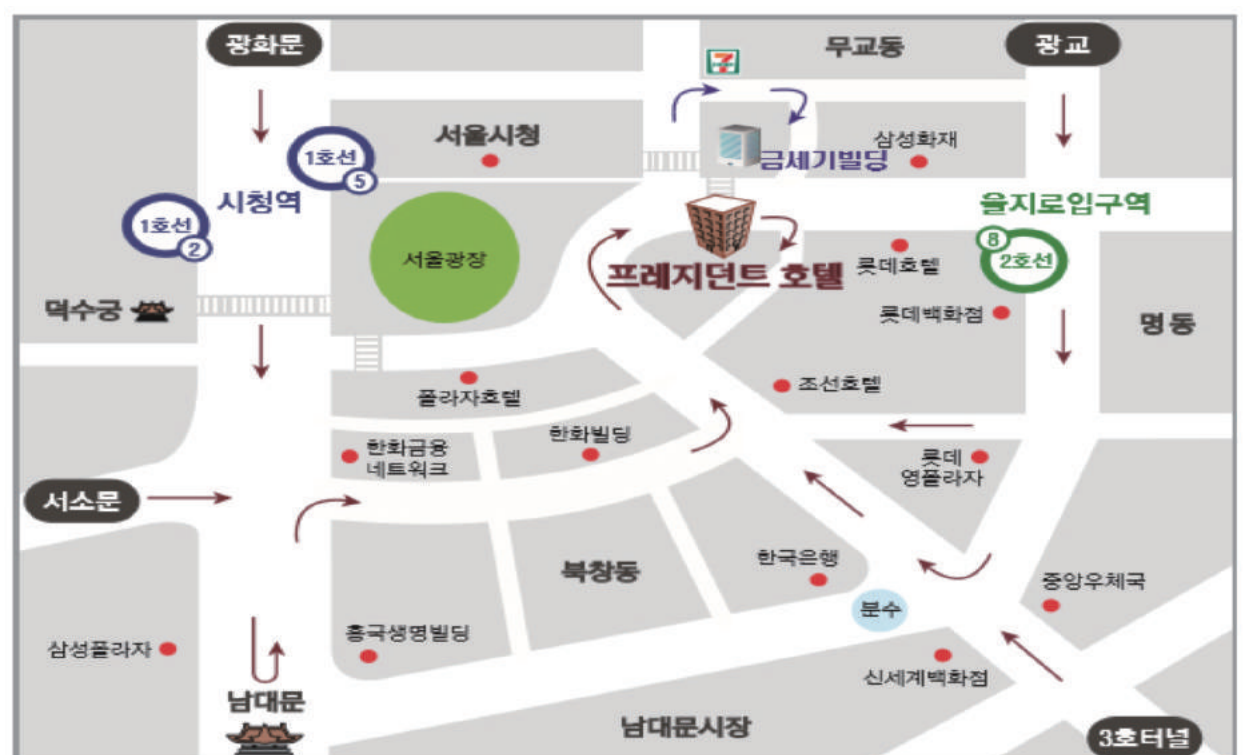 광화문
무교동
광교
7
서울시청
삼성화재
1호선
5
금세기빌딩
시청역
1호선
2
을지로입구역
8
2호선
서울광장
롯데호텔
프레지던트 호텔
덕수궁
롯데백화점
명동
조선호텔
플라자호텔
한화빌딩
한화금융
네트워크
롯데
영플라자
서소문
한국은행
북창동
중앙우체국
분수
흥국생명빌딩
삼성플라자
신세계백화점
남대문
남대문시장
3호터널